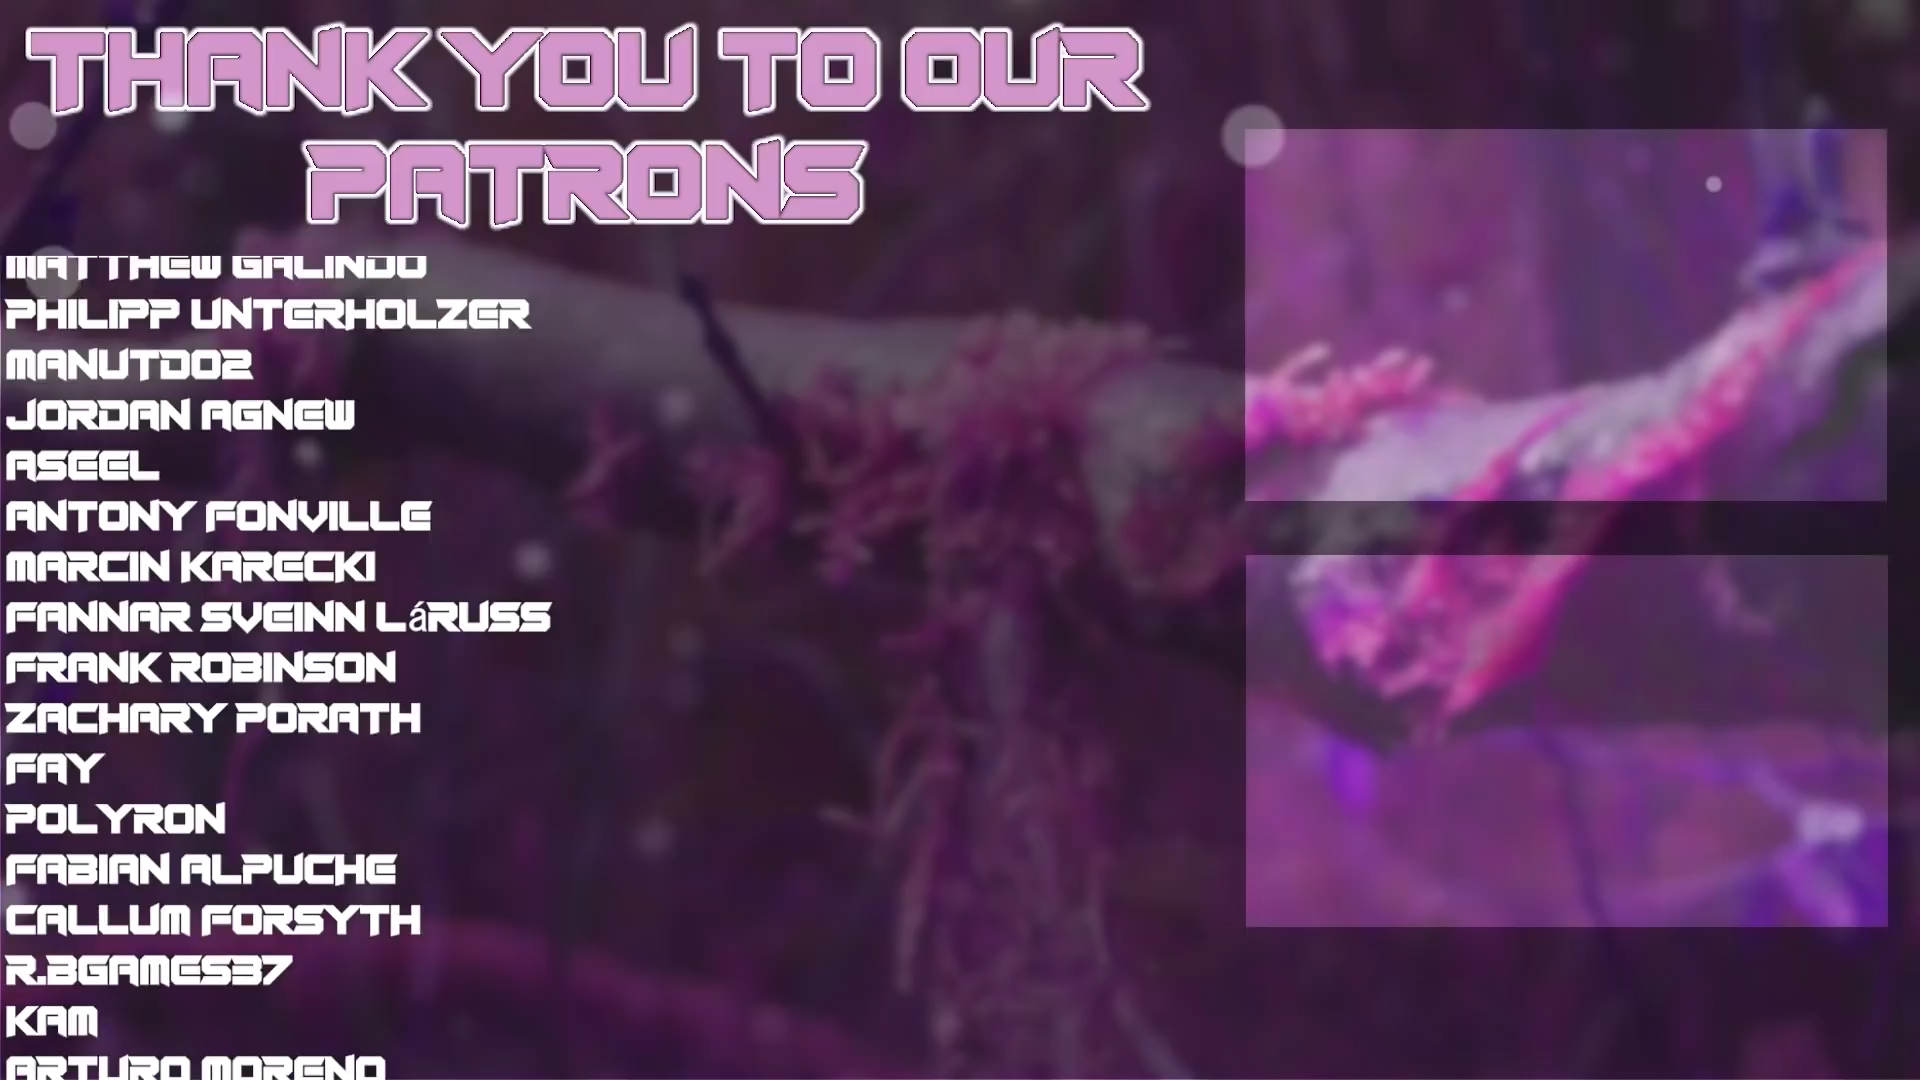 THANK YOU TO OUR
PATRONS
MATTHEW GALINDO
PHILIPP UNTERHOLZER
MANUTD02
JORDAN AGNEW
ASEEL
ANTONY FONVILLE
MARCIN KARECKI
FANNAR SVEINN LáRUSS
FRANK ROBINSON
ZACHARY PORATH
FAY
POLYRON
FABIAN ALPUCHE
CALLUM FORSYTH
R.BGAMES37
KAM
ARTURO MORENO